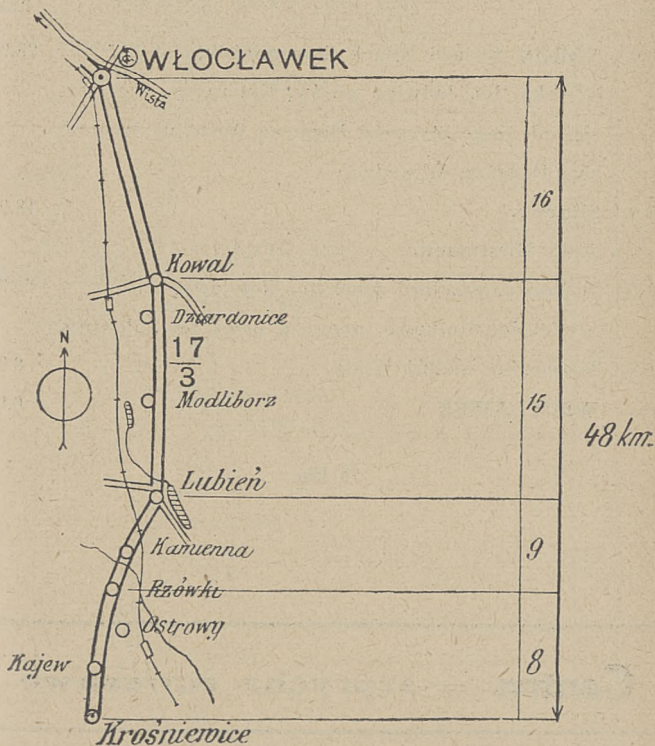 WŁOCŁAWEK
Wisła
16
Kowal
Dziardonice
17
3
N
Modliborz
15
48 km.
Lubień
Kamienna
9
Rzówki
Ostrowy
Kajew
8
Krośniewice